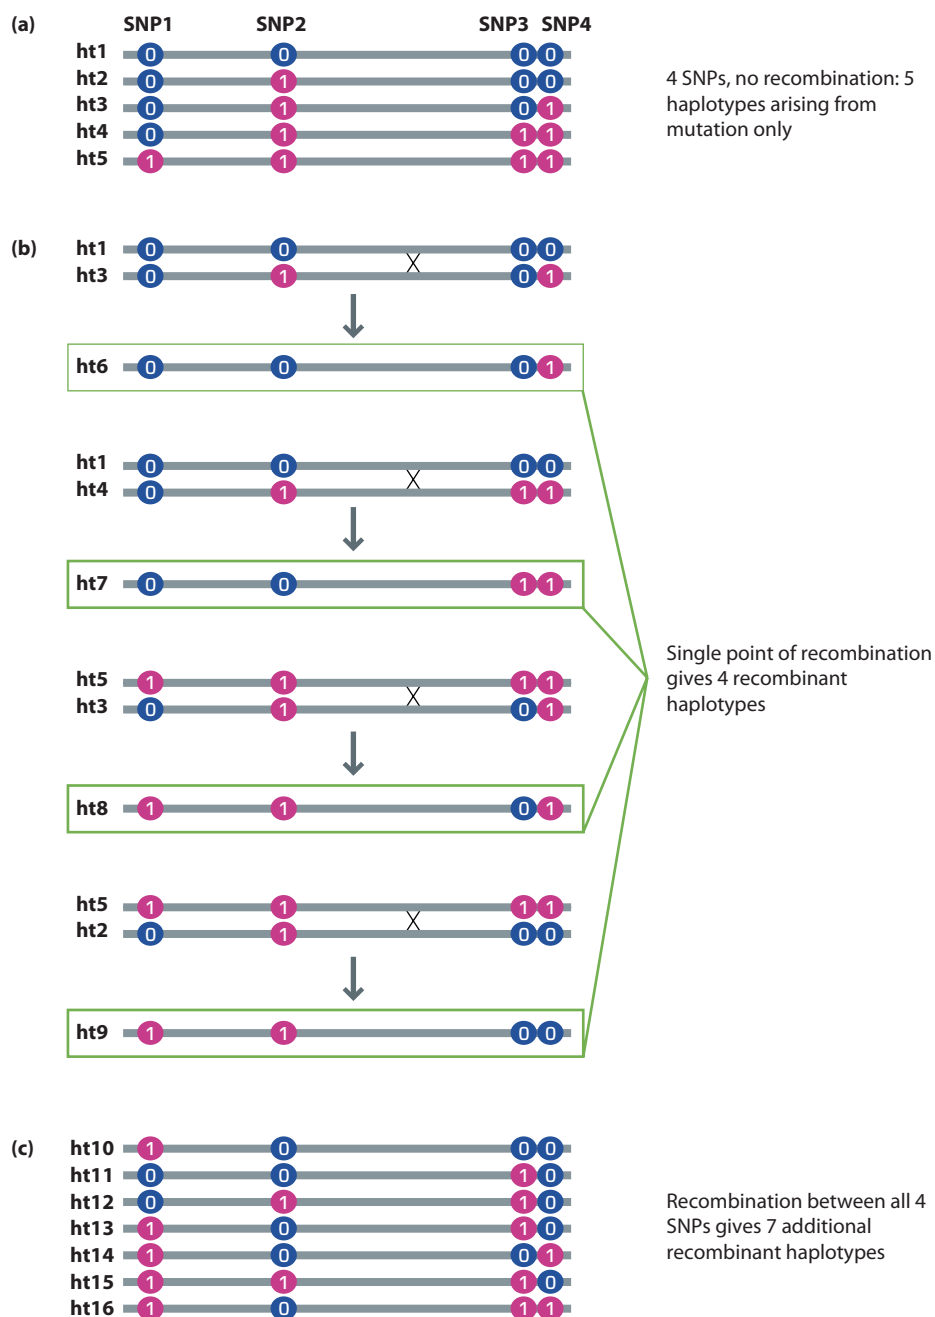 (a) SNP1 SNP2 SNP3 SNP4
ht1 0 0 0 0
ht2 0 1 0 0
ht3 0 1 0 1
ht4 0 1 1 1
ht5 1 1 1 1
4 SNPs, no recombination: 5
haplotypes arising from
mutation only
(b) ht1 0 0 0 0
X
ht3 0 1 0 1
ht6 0 0 0 1
ht1 0 0 0 0
X
ht4 0 1 1 1
ht7 0 0 1 1
ht5 1 1 1 1
X
ht3 0 1 0 1
ht8 1 1 0 1
ht5 1 1 1 1
X
ht2 0 1 0 0
ht9 1 1 0 0
Single point of recombination
gives 4 recombinant
haplotypes
(c) ht10 1 0 0 0
ht11 0 0 1 0
ht12 0 1 1 0
ht13 1 0 1 0
ht14 1 0 0 1
ht15 1 1 1 0
ht16 1 0 1 1
Recombination between all 4
SNPs gives 7 additional
recombinant haplotypes